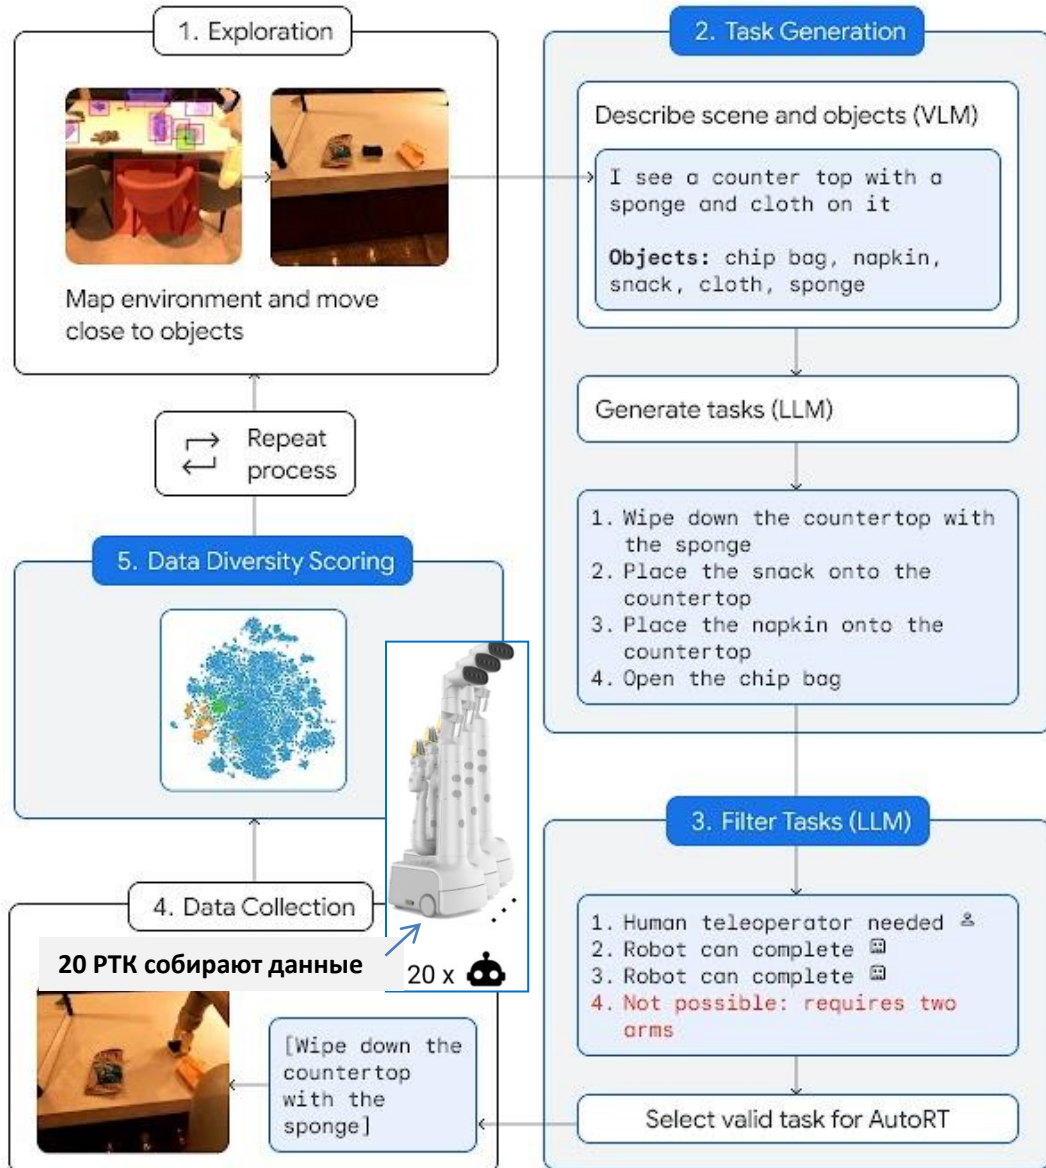 1. Exploration
Map environment and move
close to objects
2. Task Generation
Describe scene and objects (VLM)
I see a counter top with a
sponge and cloth on it
Objects: chip bag, napkin,
snack, cloth, sponge
Generate tasks (LLM)
1. Wipe down the countertop with
the sponge
2. Place the snack onto the
countertop
3. Place the napkin onto the
countertop
4. Open the chip bag
3. Filter Tasks (LLM)
1. Human teleoperator needed
2. Robot can complete
3. Robot can complete
4. Not possible: requires two
arms
Select valid task for AutoRT
4. Data Collection
20 РТК собирают данные
20 x
[Wipe down the
countertop
with the
sponge]
5. Data Diversity Scoring
Repeat
process